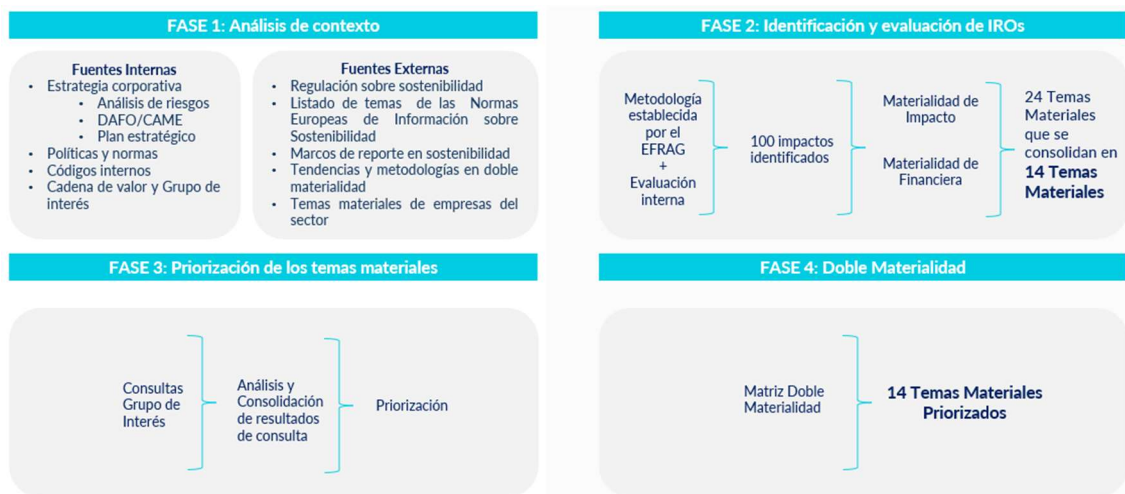 FASE 1: Análisis de contexto
Fuentes Internas
• Estrategia corporativa
• Análisis de riesgos
• DAFO/CAME
• Plan estratégico
• Políticas y normas
• Códigos internos
• Cadena de valor y Grupo de
interés
Fuentes Externas
• Regulación sobre sostenibilidad
• Listado de temas de las Normas
Europeas de Información sobre
Sostenibilidad
• Marcos de reporte en sostenibilidad
• Tendencias y metodologías en doble
materialidad
• Temas materiales de empresas del
sector
FASE 2: Identificación y evaluación de IROs
Metodología
establecida
por el
EFRAG
+
Evaluación
interna
100 impactos
identificados
Materialidad de
Impacto
Materialidad de
Financiera
24 Temas
Materiales
que se
consolidan en
14 Temas
Materiales
FASE 3: Priorización de los temas materiales
Consultas
Grupo de
Interés
Análisis y
Consolidación
de resultados
de consulta
Priorización
FASE 4: Doble Materialidad
Matriz Doble
Materialidad
14 Temas Materiales
Priorizados